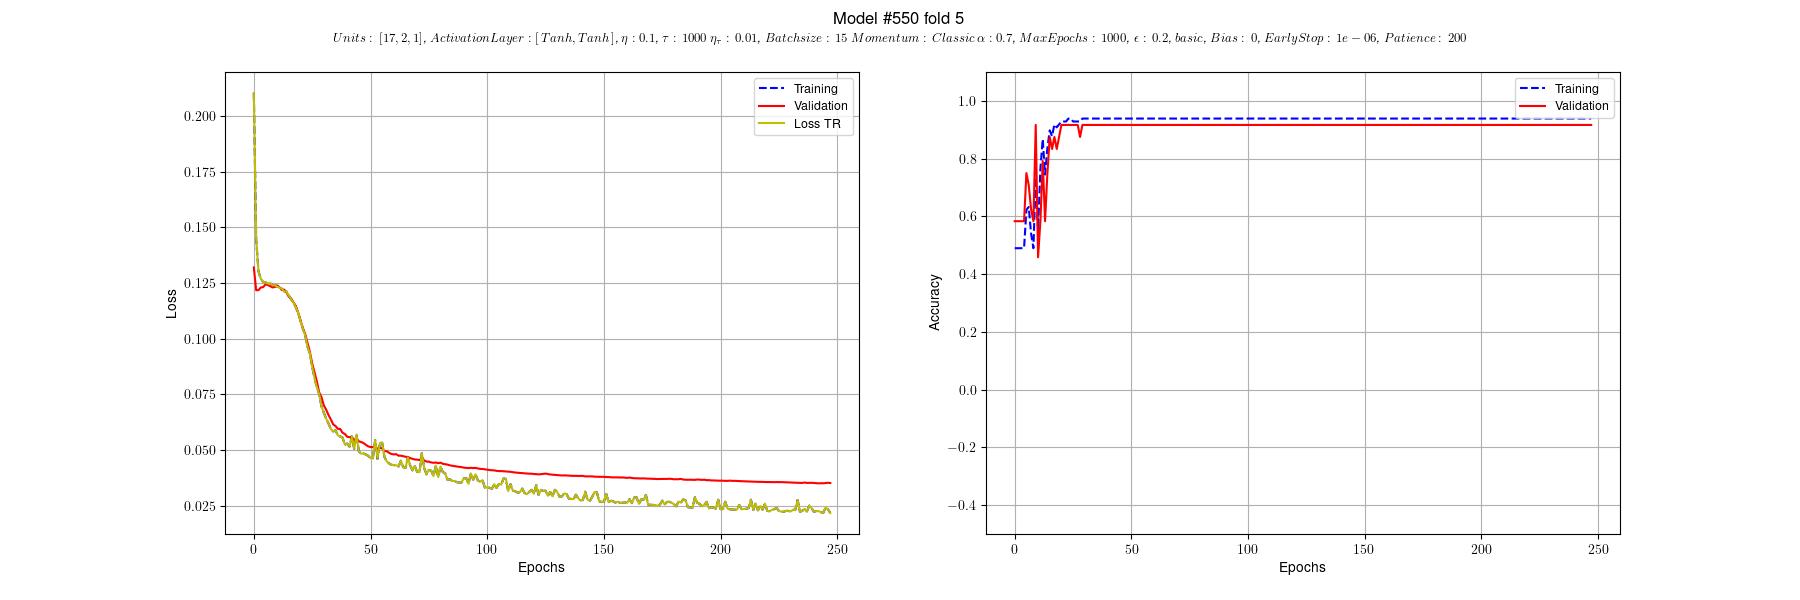 Model #550 fold 5
Units : [17, 2, 1], ActivationLayer : [Tanh, Tanh], η : 0.1, τ : 1000 η_τ : 0.01, Batchsize : 15 Momentum : Classic α : 0.7, MaxEpochs : 1000, ϵ : 0.2, basic, Bias : 0, EarlyStop : 1e − 06, Patience : 200
Training
Validation
Loss TR
0.200
0.175
0.150
0.125
0.100
0.075
0.050
0.025
Loss
0 50 100 150 200 250
Epochs
Training
Validation
1.0
0.8
0.6
0.4
0.2
0.0
−0.2
−0.4
Accuracy
0 50 100 150 200 250
Epochs